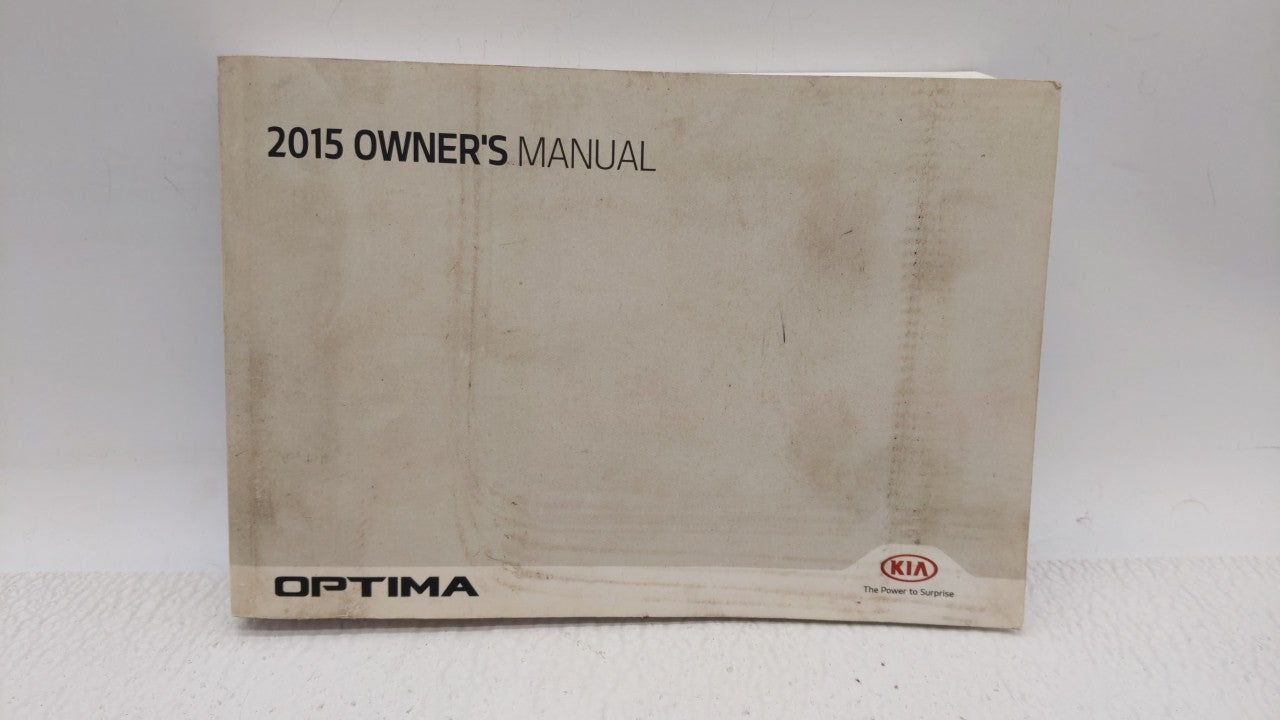 2015 OWNER'S MANUAL
OPTIMA
KIA
The Power to Surprise